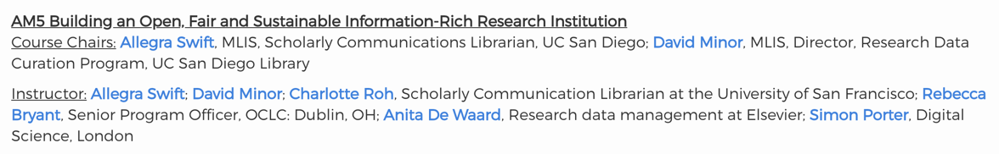 AM5 Building an Open, Fair and Sustainable Information-Rich Research Institution
Course Chairs: Allegra Swift, MLIS, Scholarly Communications Librarian, UC San Diego; David Minor, MLIS, Director, Research Data
Curation Program, UC San Diego Library
Instructor: Allegra Swift; David Minor; Charlotte Roh, Scholarly Communication Librarian at the University of San Francisco; Rebecca
Bryant, Senior Program Officer, OCLC: Dublin, OH; Anita De Waard, Research data management at Elsevier; Simon Porter, Digital
Science, London